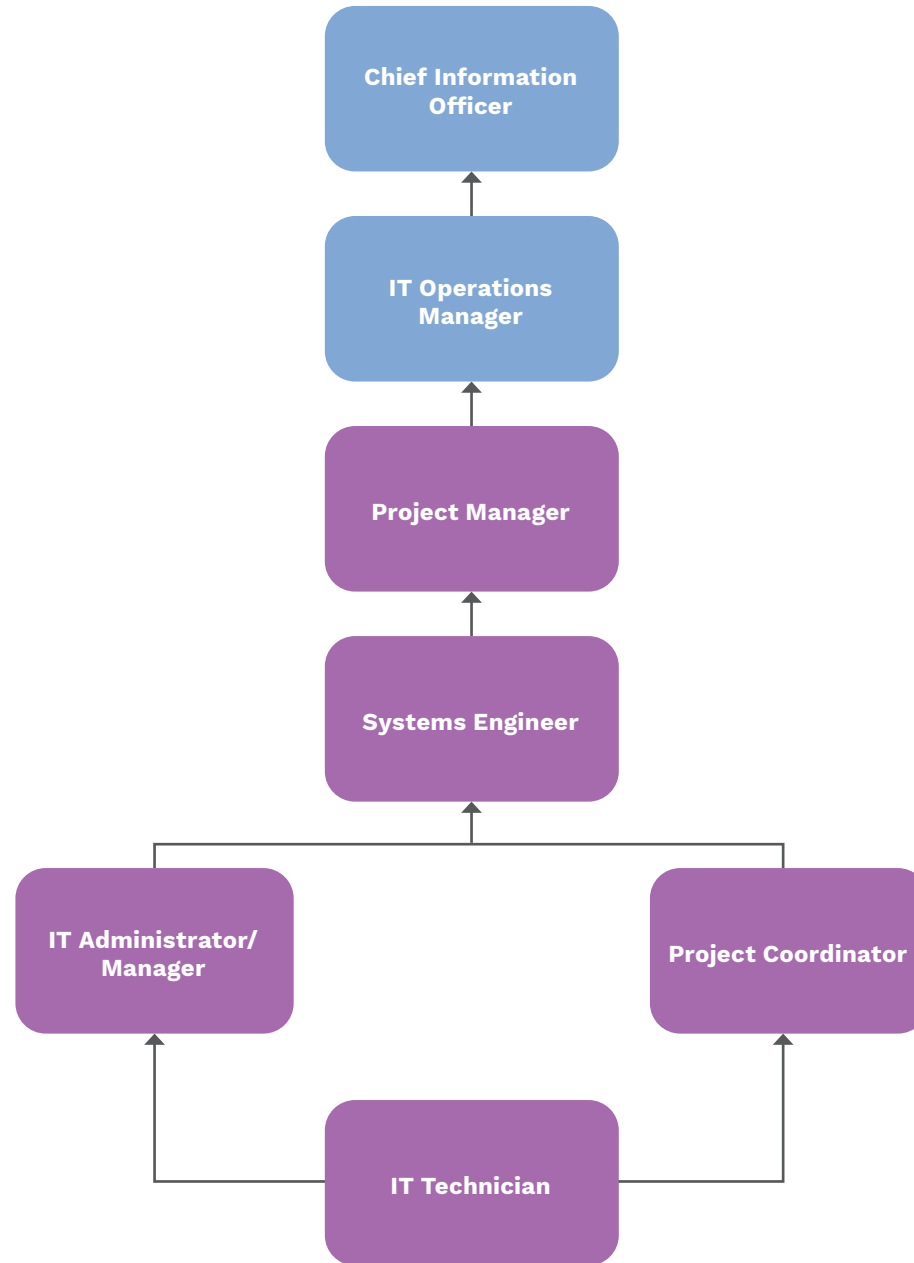 Chief Information
Officer
IT Operations
Manager
Project Manager
Systems Engineer
IT Administrator/
Manager
Project Coordinator
IT Technician